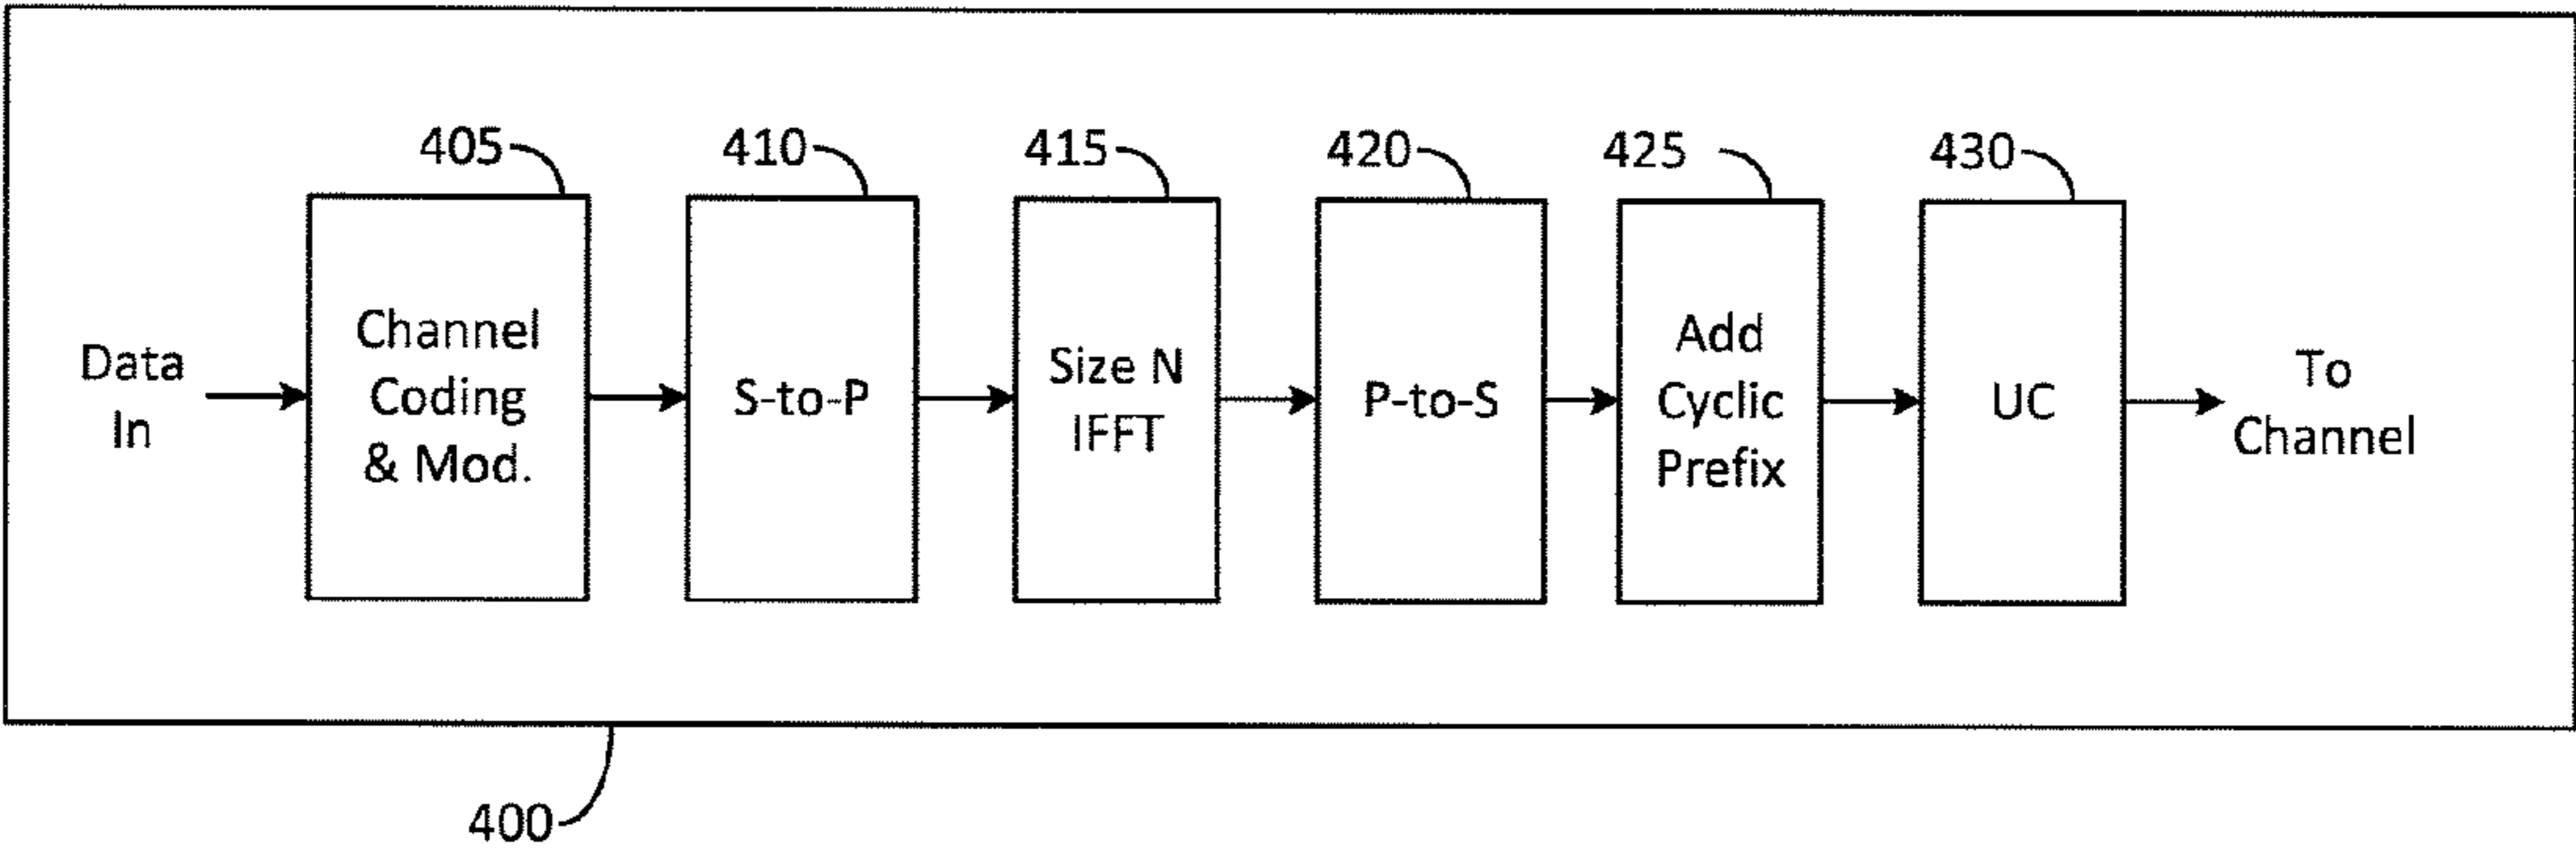 405
410
415
420
425
430
Data
In
Channel
Coding
& Mod.
S-to-P
Size N
IFFT
P-to-S
Add
Cyclic
Prefix
UC
To
Channel
400